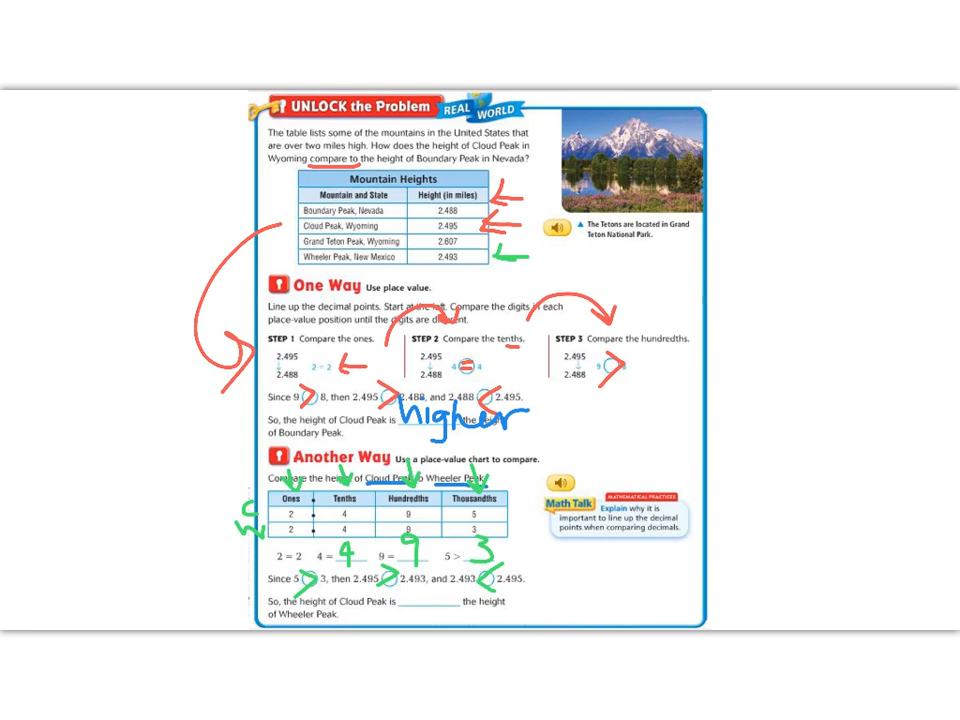 UNLOCK the Problem REAL WORLD
The table lists some of the mountains in the United States that
are over two miles high. How does the height of Cloud Peak in
Wyoming compare to the height of Boundary Peak in Nevada?
Mountain Heights
Mountain and State Height (in miles)
Boundary Peak, Nevada 2.488
Cloud Peak, Wyoming 2.495
Grand Teton Peak, Wyoming 2.607
Wheeler Peak, New Mexico 2.493
▲ The Tetons are located in Grand
Teton National Park.
One Way Use place value.
Line up the decimal points. Start at the left. Compare the digits in each
place-value position until the digits are different.
STEP 1 Compare the ones.
2.495
↓ 2 = 2
2.488
STEP 2 Compare the tenths.
2.495
↓ 4 = 4
2.488
STEP 3 Compare the hundredths.
2.495
↓ 9 >
2.488
Since 9 > 8, then 2.495 > 2.488, and 2.488 < 2.495.
So, the height of Cloud Peak is higher the height
of Boundary Peak.
Another Way Use a place-value chart to compare.
Compare the height of Cloud Peak to Wheeler Peak.
Ones Tenths Hundredths Thousandths
2 . 4 9 5
2 . 4 9 3
2 = 2 4 = 4 9 = 9 5 > 3
Since 5 > 3, then 2.495 > 2.493, and 2.493 < 2.495.
So, the height of Cloud Peak is ________ the height
of Wheeler Peak.
MATHEMATICAL PRACTICES
Math Talk Explain why it is
important to line up the decimal
points when comparing decimals.